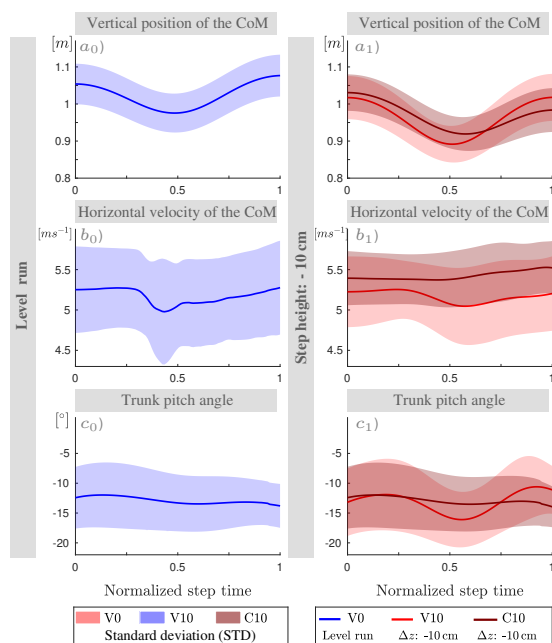 Vertical position of the CoM
Vertical position of the CoM
[m]
a0)
1.1
1
0.9
0.8
0
0.5
1
[m]
a1)
1.1
1
0.9
0.8
0
0.5
1
Horizontal velocity of the CoM
Horizontal velocity of the CoM
[ms⁻¹]
b0)
5.5
5
4.5
0
0.5
1
[ms⁻¹]
b1)
5.5
5
4.5
0
0.5
1
Level run
Step height: - 10 cm
Trunk pitch angle
Trunk pitch angle
[°]
c0)
-5
-10
-15
-20
0
0.5
1
c1)
-5
-10
-15
-20
0
0.5
1
Normalized step time
Normalized step time
V0 V10 C10
Standard deviation (STD)
V0 V10 C10
Level run Δz: -10 cm Δz: -10 cm